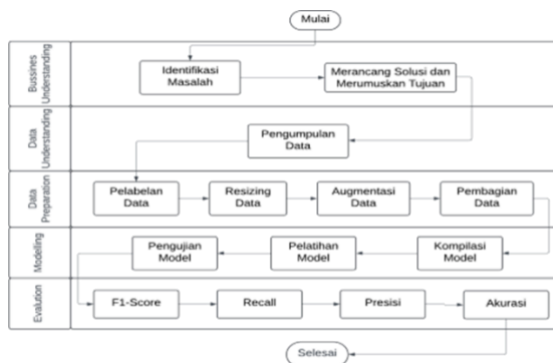 Mulai
Bussines
Understanding
Identifikasi
Masalah
Merancang Solusi dan
Merumuskan Tujuan
Data
Understanding
Pengumpulan
Data
Data
Preparation
Pelabelan
Data
Resizing
Data
Augmentasi
Data
Pembagian
Data
Modelling
Pengujian
Model
Pelatihan
Model
Kompilasi
Model
Evalution
F1-Score
Recall
Presisi
Akurasi
Selesai